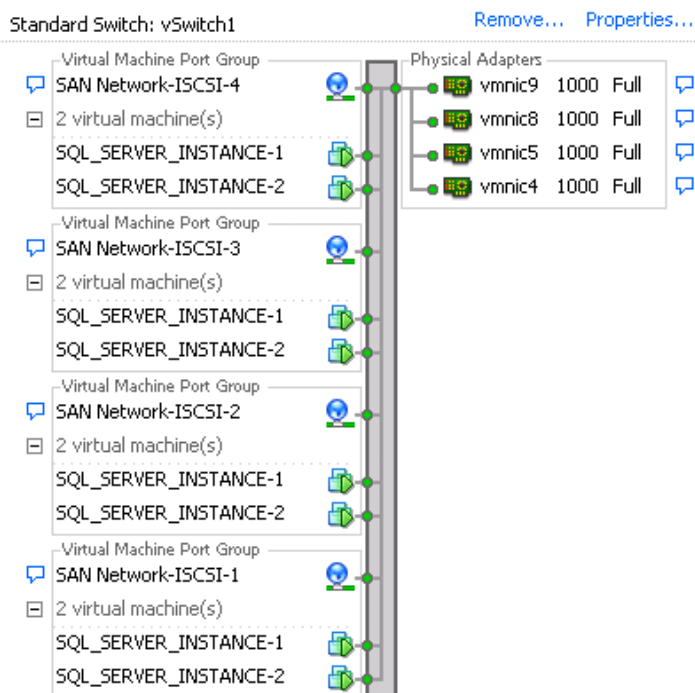 Standard Switch: vSwitch1 Remove... Properties...
Virtual Machine Port Group
SAN Network-ISCSI-4
2 virtual machine(s)
SQL_SERVER_INSTANCE-1
SQL_SERVER_INSTANCE-2
Physical Adapters
vmnic9 1000 Full
vmnic8 1000 Full
vmnic5 1000 Full
vmnic4 1000 Full
Virtual Machine Port Group
SAN Network-ISCSI-3
2 virtual machine(s)
SQL_SERVER_INSTANCE-1
SQL_SERVER_INSTANCE-2
Virtual Machine Port Group
SAN Network-ISCSI-2
2 virtual machine(s)
SQL_SERVER_INSTANCE-1
SQL_SERVER_INSTANCE-2
Virtual Machine Port Group
SAN Network-ISCSI-1
2 virtual machine(s)
SQL_SERVER_INSTANCE-1
SQL_SERVER_INSTANCE-2